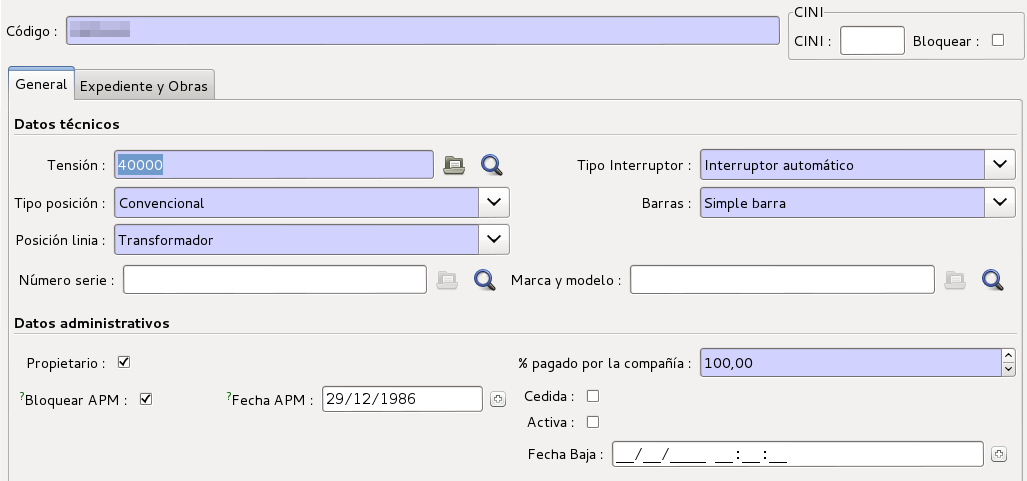 CINI
Código :
CINI :
Bloquear :
General
Expediente y Obras
Datos técnicos
Tensión : 40000
Tipo Interruptor : Interruptor automático
Tipo posición : Convencional
Barras : Simple barra
Posición linia : Transformador
Número serie :
Marca y modelo :
Datos administrativos
Propietario :
% pagado por la compañía : 100,00
?Bloquear APM :
?Fecha APM : 29/12/1986
Cedida :
Activa :
Fecha Baja : __/__/____ __:__:__